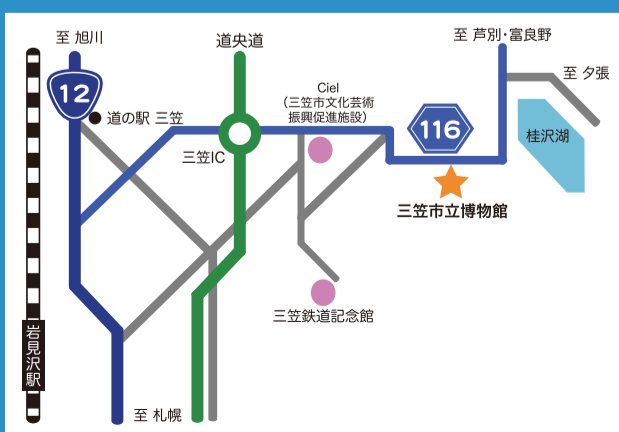 至 旭川
道央道
至 芦別・富良野
至 夕張
12
道の駅 三笠
Ciel
（三笠市文化芸術
振興促進施設）
116
桂沢湖
三笠IC
三笠市立博物館
三笠鉄道記念館
岩見沢駅
至 札幌